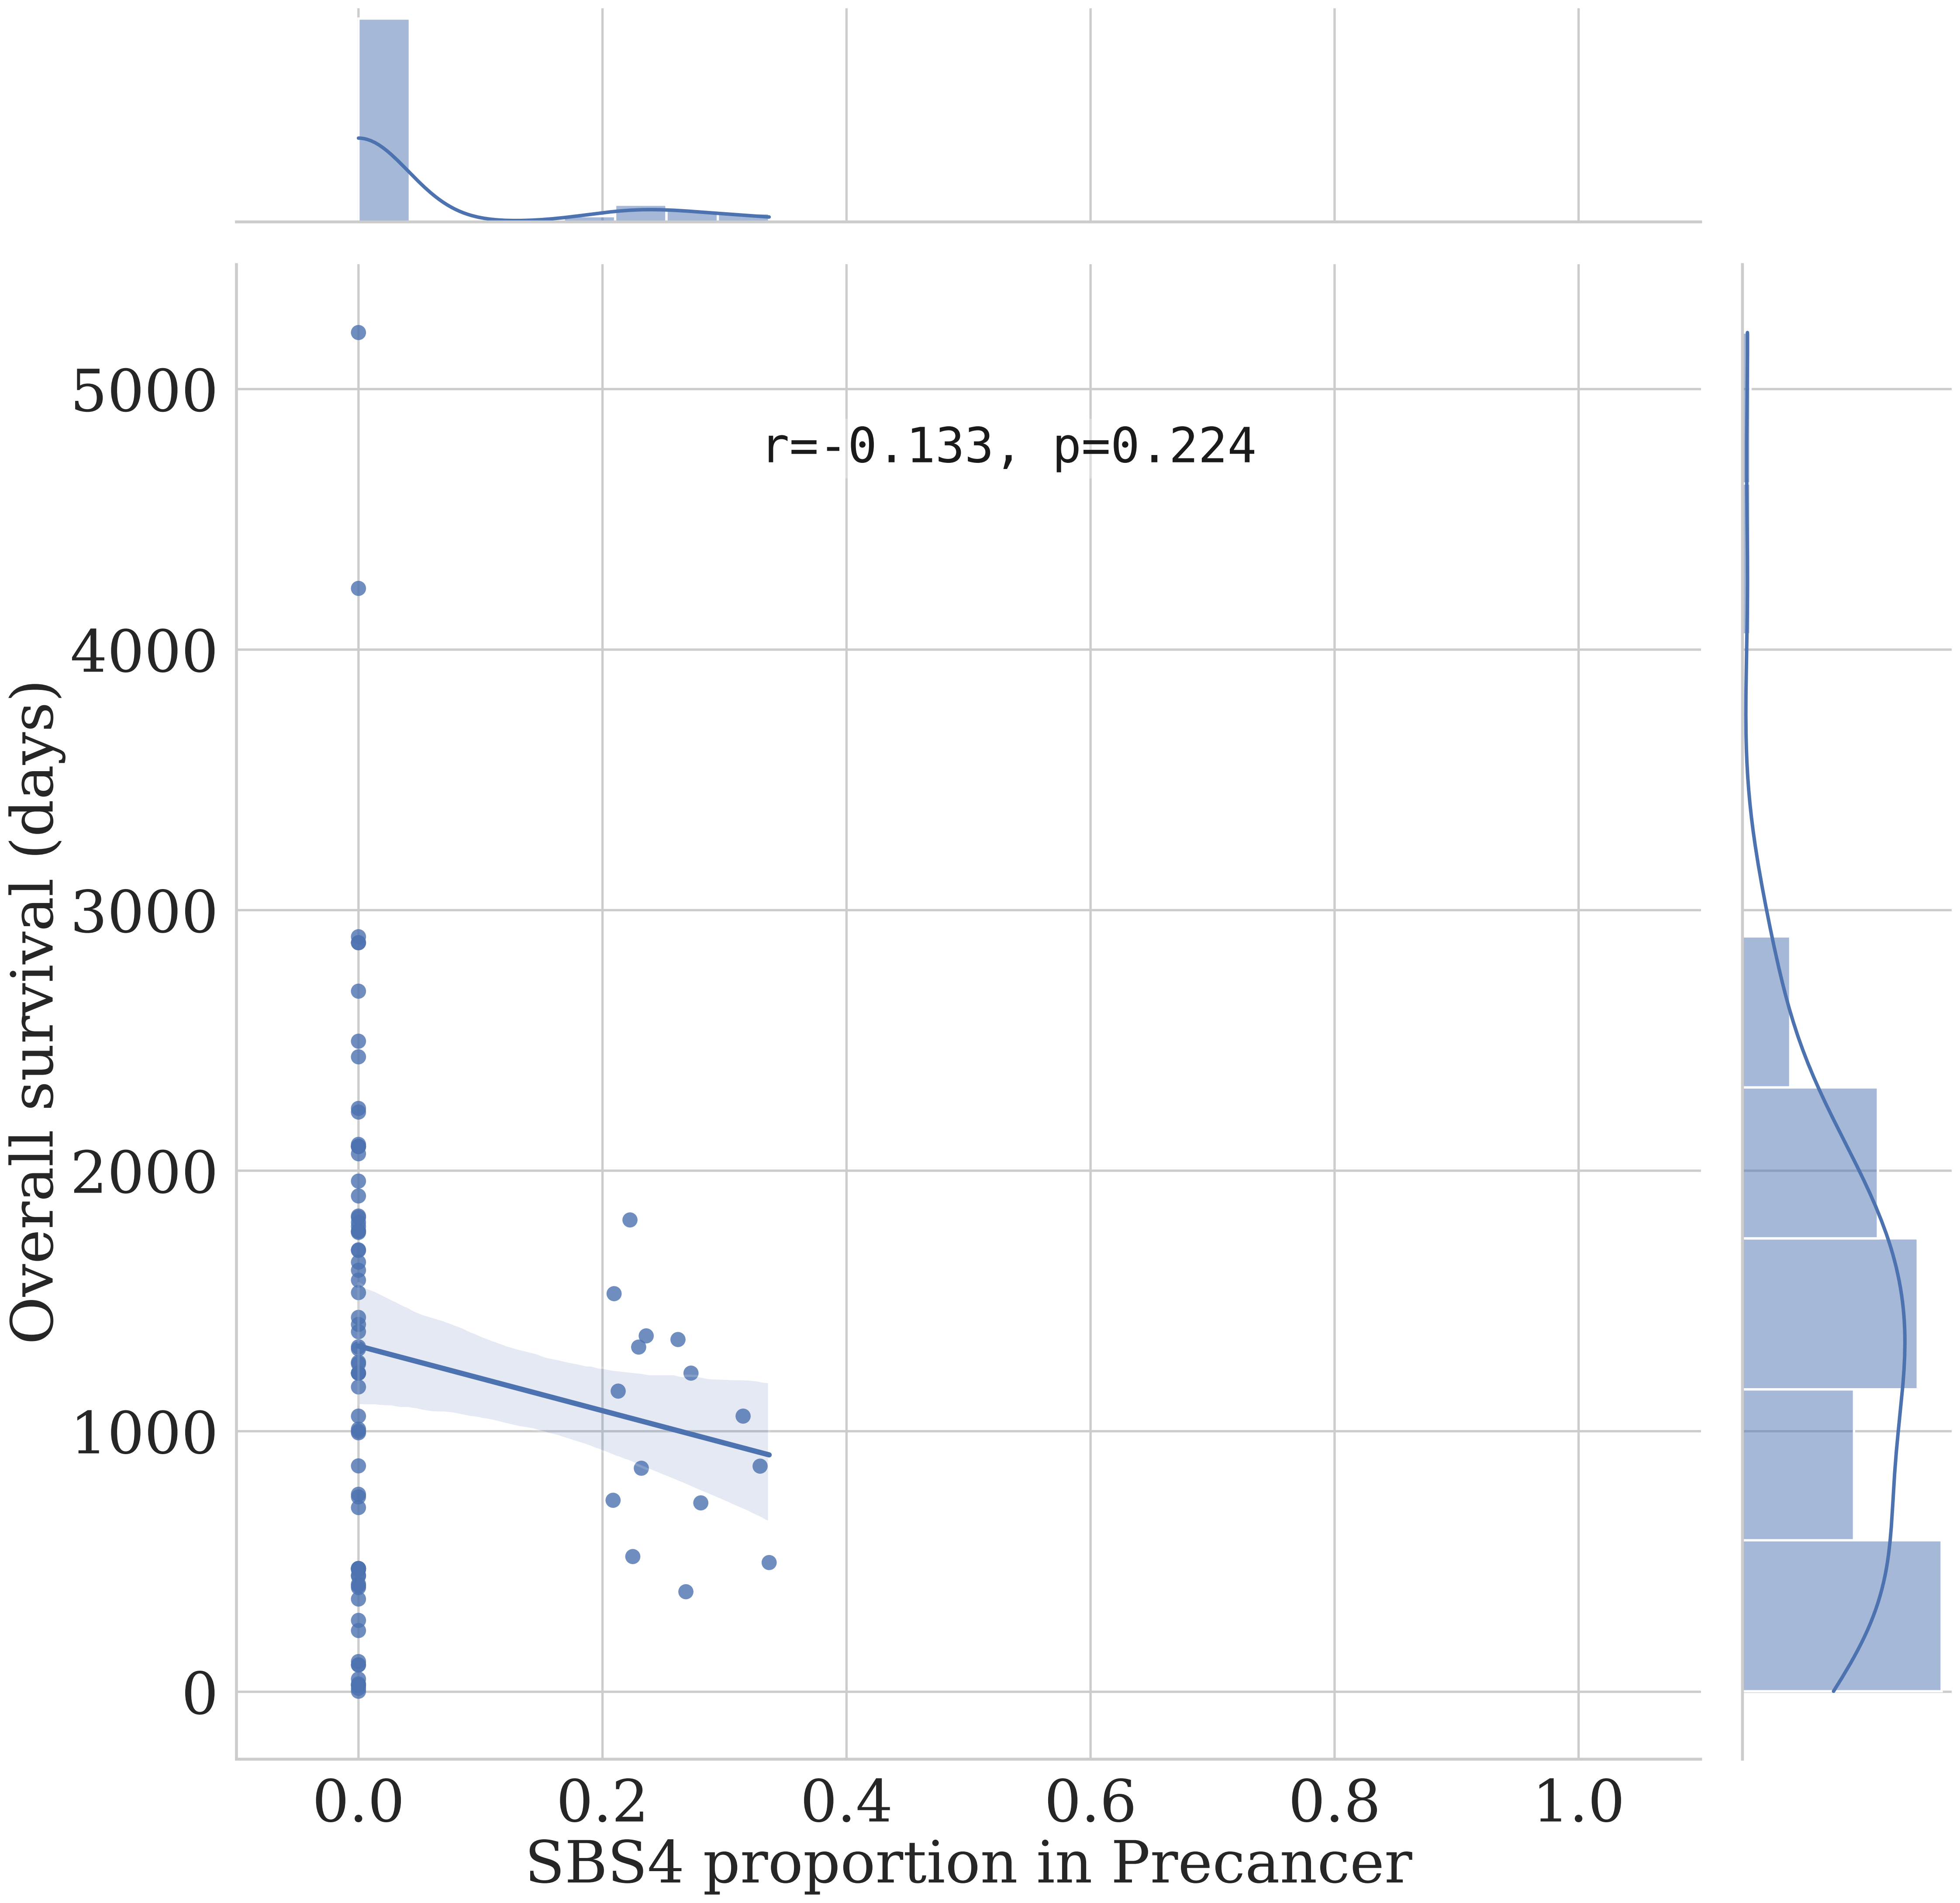 r=-0.133, p=0.224
Overall survival (days)
5000
4000
3000
2000
1000
0
0.0 0.2 0.4 0.6 0.8 1.0
SBS4 proportion in Precancer